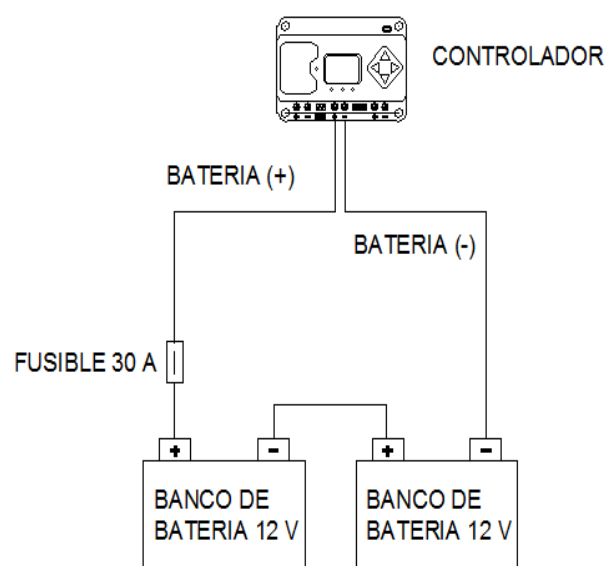 CONTROLADOR
BATERIA (+)
BATERIA (-)
FUSIBLE 30 A
+
-
+
-
BANCO DE
BATERIA 12 V
BANCO DE
BATERIA 12 V